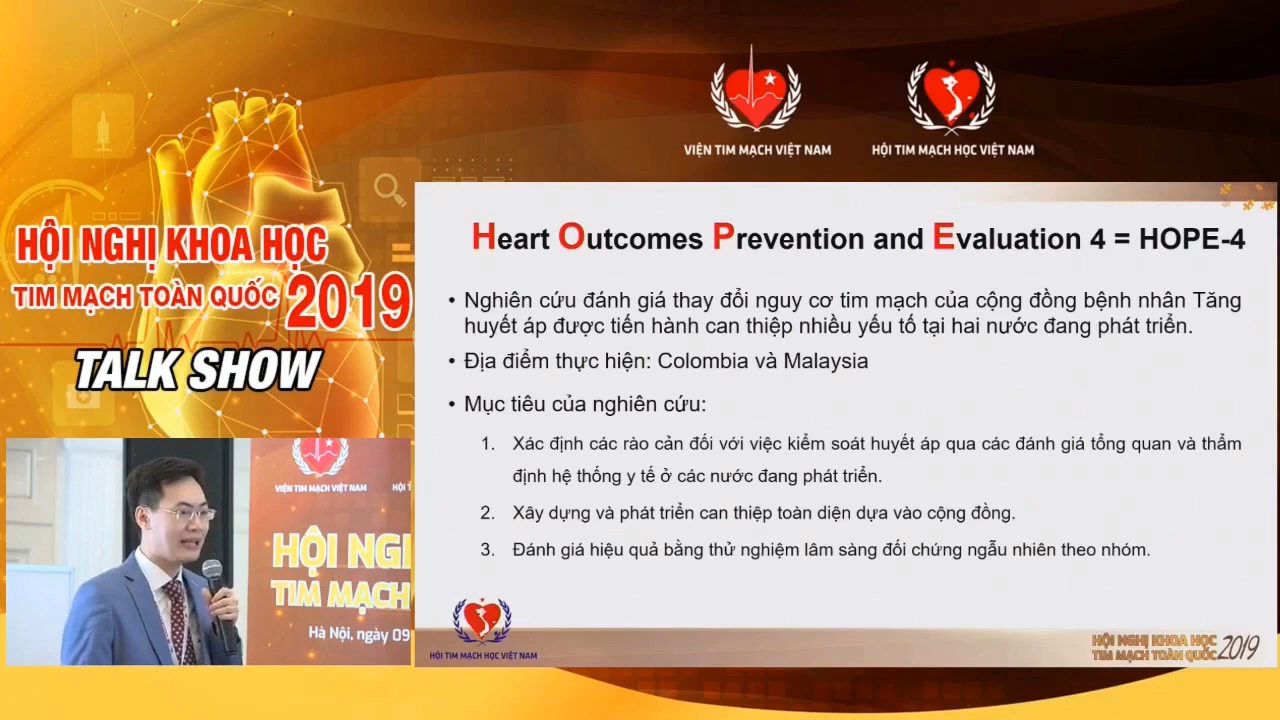 VIỆN TIM MẠCH VIỆT NAM
HỘI TIM MẠCH HỌC VIỆT NAM
HỘI NGHỊ KHOA HỌC
TIM MẠCH TOÀN QUỐC 2019
TALK SHOW
Heart Outcomes Prevention and Evaluation 4 = HOPE-4
• Nghiên cứu đánh giá thay đổi nguy cơ tim mạch của cộng đồng bệnh nhân Tăng
huyết áp được tiến hành can thiệp nhiều yếu tố tại hai nước đang phát triển.
• Địa điểm thực hiện: Colombia và Malaysia
• Mục tiêu của nghiên cứu:
1. Xác định các rào cản đối với việc kiểm soát huyết áp qua các đánh giá tổng quan và thẩm
định hệ thống y tế ở các nước đang phát triển.
2. Xây dựng và phát triển can thiệp toàn diện dựa vào cộng đồng.
3. Đánh giá hiệu quả bằng thử nghiệm lâm sàng đối chứng ngẫu nhiên theo nhóm.
HỘI TIM MẠCH HỌC VIỆT NAM
HỘI NGHỊ KHOA HỌC
TIM MẠCH TOÀN QUỐC 2019
VIỆN TIM MẠCH VIỆT NAM
HỘI
TIM MẠCH
Hà Nội, ngày 09